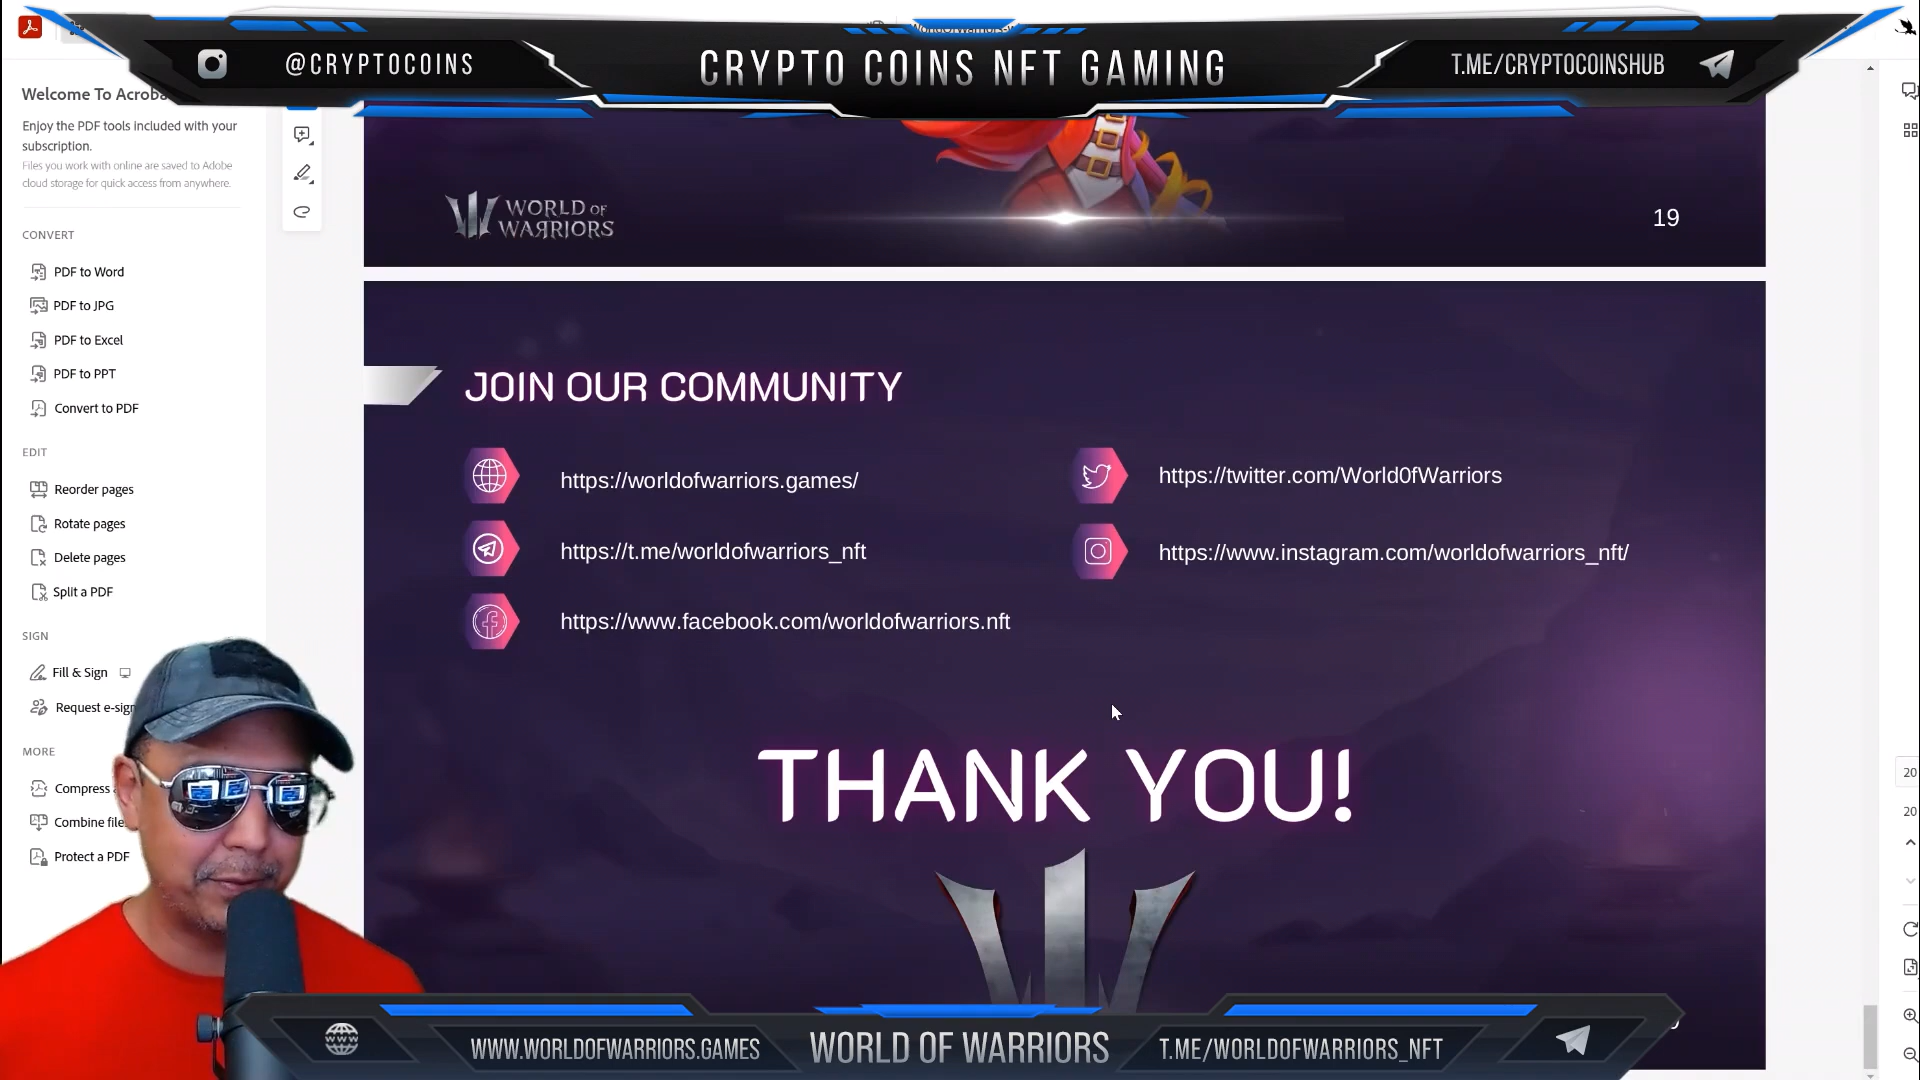 @CRYPTOCOINS
CRYPTO COINS NFT GAMING
T.ME/CRYPTOCOINSHUB
Welcome To
Enjoy the PDF tools included with your
subscription.
Files you work with online are saved to Adobe
cloud storage for quick access from anywhere.
CONVERT
PDF to Word
PDF to JPG
PDF to Excel
PDF to PPT
Convert to PDF
EDIT
Reorder pages
Rotate pages
Delete pages
Split a PDF
SIGN
Fill & Sign
Request
MORE
Compress
Combine
Protect a PDF
WORLD OF
WARRIORS
19
JOIN OUR COMMUNITY
https://worldofwarriors.games/
https://twitter.com/World0fWarriors
https://t.me/worldofwarriors_nft
https://www.instagram.com/worldofwarriors_nft/
https://www.facebook.com/worldofwarriors.nft
THANK YOU!
20
20
WWW.WORLDOFWARRIORS.GAMES
WORLD OF WARRIORS
T.ME/WORLDOFWARRIORS_NFT